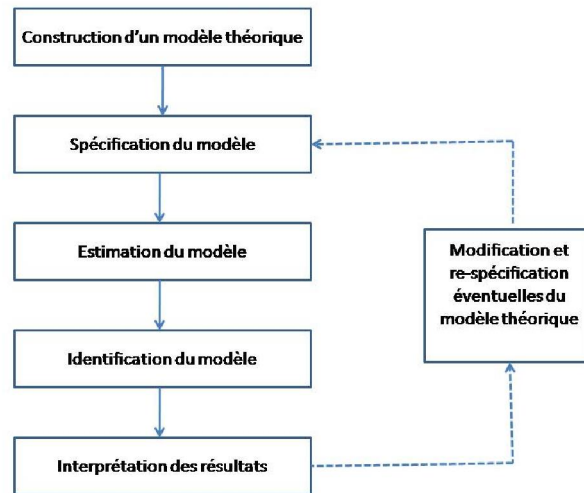 Construction d'un modèle théorique
Spécification du modèle
Estimation du modèle
Identification du modèle
Interprétation des résultats
Modification et
re-spécification
éventuelles du
modèle théorique